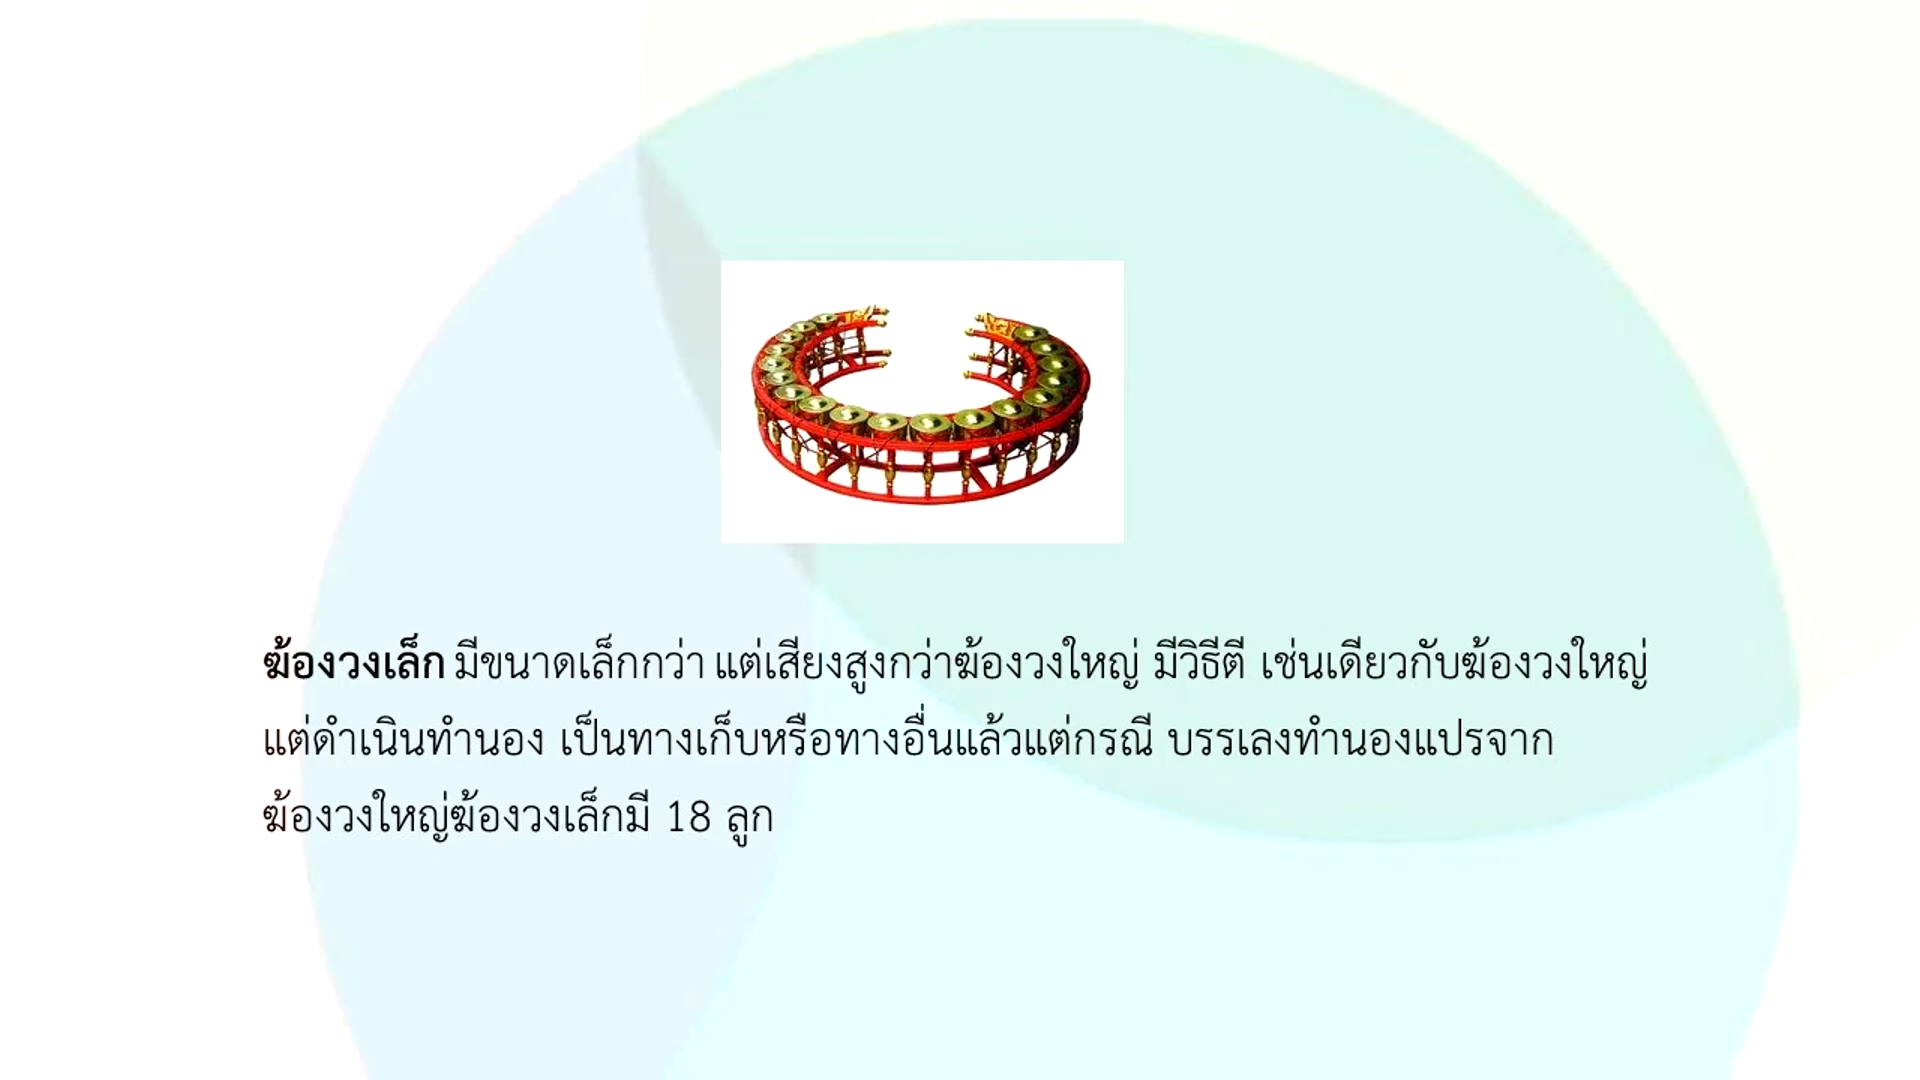 ฆ้องวงเล็ก มีขนาดเล็กกว่า แต่เสียงสูงกว่าฆ้องวงใหญ่ มีวิธีตี เช่นเดียวกับฆ้องวงใหญ่
แต่ดำเนินทำนอง เป็นทางเก็บหรือทางอื่นแล้วแต่กรณี บรรเลงทำนองแปรจาก
ฆ้องวงใหญ่ฆ้องวงเล็กมี 18 ลูก